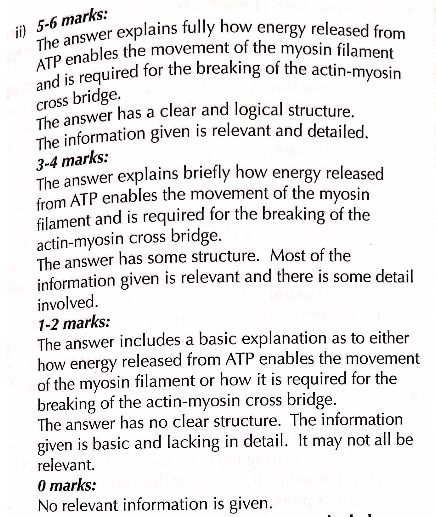 ii) 5-6 marks:
The answer explains fully how energy released from
ATP enables the movement of the myosin filament
and is required for the breaking of the actin-myosin
cross bridge.
The answer has a clear and logical structure.
The information given is relevant and detailed.
3-4 marks:
The answer explains briefly how energy released
from ATP enables the movement of the myosin
filament and is required for the breaking of the
actin-myosin cross bridge.
The answer has some structure. Most of the
information given is relevant and there is some detail
involved.
1-2 marks:
The answer includes a basic explanation as to either
how energy released from ATP enables the movement
of the myosin filament or how it is required for the
breaking of the actin-myosin cross bridge.
The answer has no clear structure. The information
given is basic and lacking in detail. It may not all be
relevant.
0 marks:
No relevant information is given.